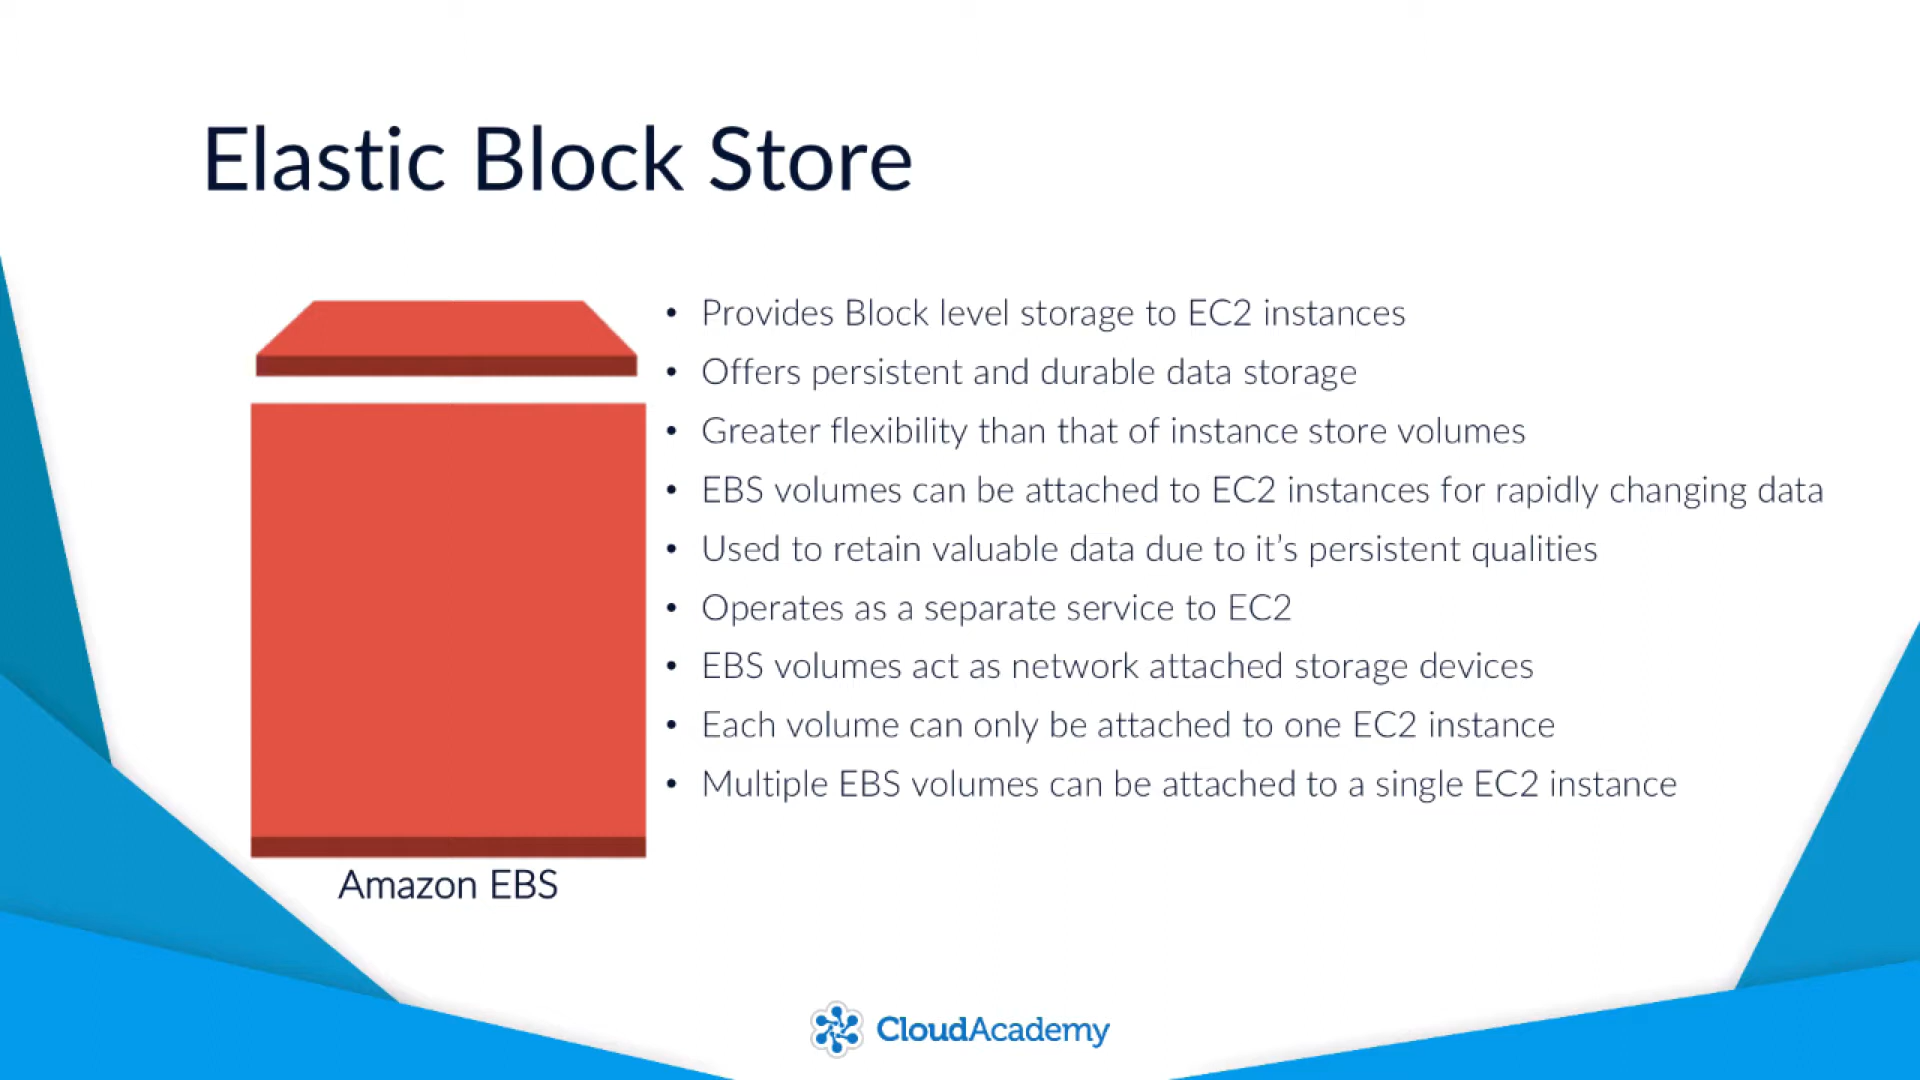 Elastic Block Store
• Provides Block level storage to EC2 instances
• Offers persistent and durable data storage
• Greater flexibility than that of instance store volumes
• EBS volumes can be attached to EC2 instances for rapidly changing data
• Used to retain valuable data due to it’s persistent qualities
• Operates as a separate service to EC2
• EBS volumes act as network attached storage devices
• Each volume can only be attached to one EC2 instance
• Multiple EBS volumes can be attached to a single EC2 instance
Amazon EBS
CloudAcademy